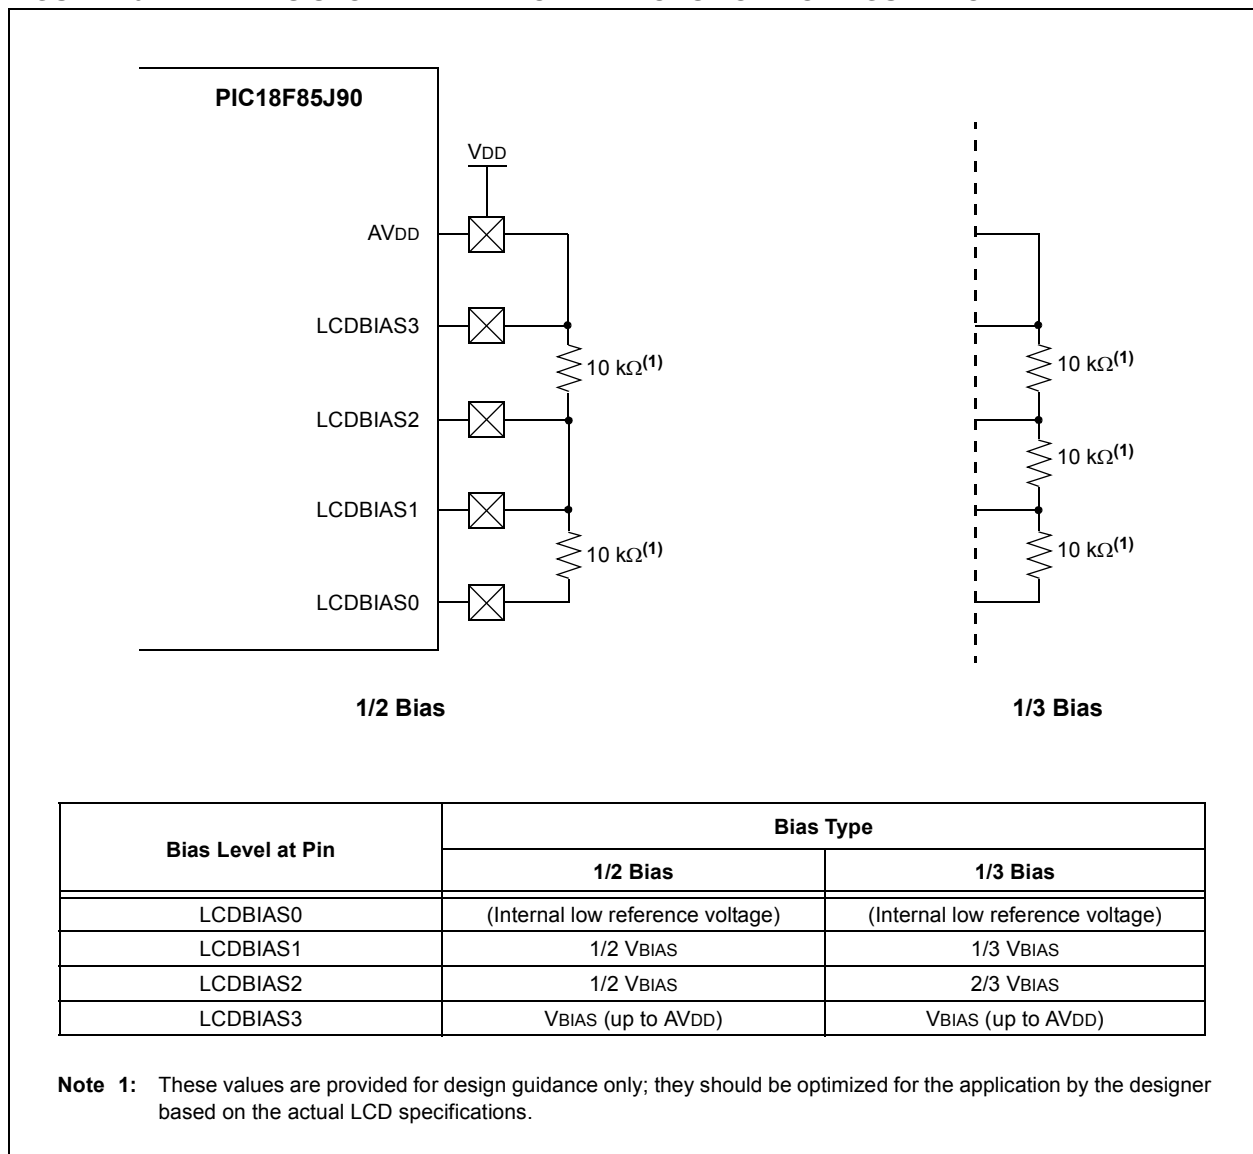 PIC18F85J90
VDD
AVDD
LCDBIAS3
10 kΩ(1)
LCDBIAS2
LCDBIAS1
10 kΩ(1)
LCDBIAS0
1/2 Bias
10 kΩ(1)
10 kΩ(1)
10 kΩ(1)
1/3 Bias
Bias Level at Pin
Bias Type
1/2 Bias
1/3 Bias
LCDBIAS0
(Internal low reference voltage)
(Internal low reference voltage)
LCDBIAS1
1/2 VBIAS
1/3 VBIAS
LCDBIAS2
1/2 VBIAS
2/3 VBIAS
LCDBIAS3
VBIAS (up to AVDD)
VBIAS (up to AVDD)
Note 1: These values are provided for design guidance only; they should be optimized for the application by the designer
based on the actual LCD specifications.